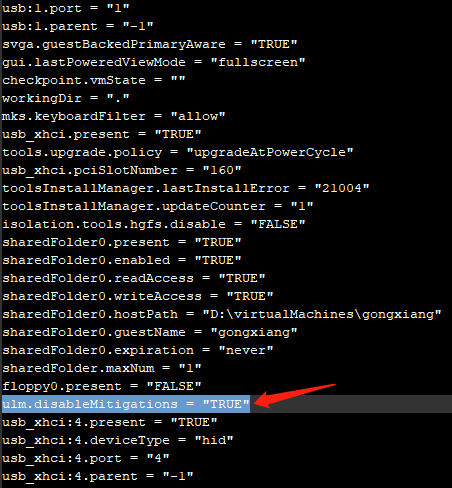 usb:1.port = "1"
usb:1.parent = "-1"
svga.guestBackedPrimaryAware = "TRUE"
gui.lastPoweredViewMode = "fullscreen"
checkpoint.vmState = ""
workingDir = "."
mks.keyboardFilter = "allow"
usb_xhci.present = "TRUE"
tools.upgrade.policy = "upgradeAtPowerCycle"
usb_xhci.pciSlotNumber = "160"
toolsInstallManager.lastInstallError = "21004"
toolsInstallManager.updateCounter = "1"
isolation.tools.hgfs.disable = "FALSE"
sharedFolder0.present = "TRUE"
sharedFolder0.enabled = "TRUE"
sharedFolder0.readAccess = "TRUE"
sharedFolder0.writeAccess = "TRUE"
sharedFolder0.hostPath = "D:\virtualMachines\gongxiang"
sharedFolder0.guestName = "gongxiang"
sharedFolder0.expiration = "never"
sharedFolder.maxNum = "1"
floppy0.present = "FALSE"
ulm.disableMitigations = "TRUE"
usb_xhci:4.present = "TRUE"
usb_xhci:4.deviceType = "hid"
usb_xhci:4.port = "4"
usb_xhci:4.parent = "-1"